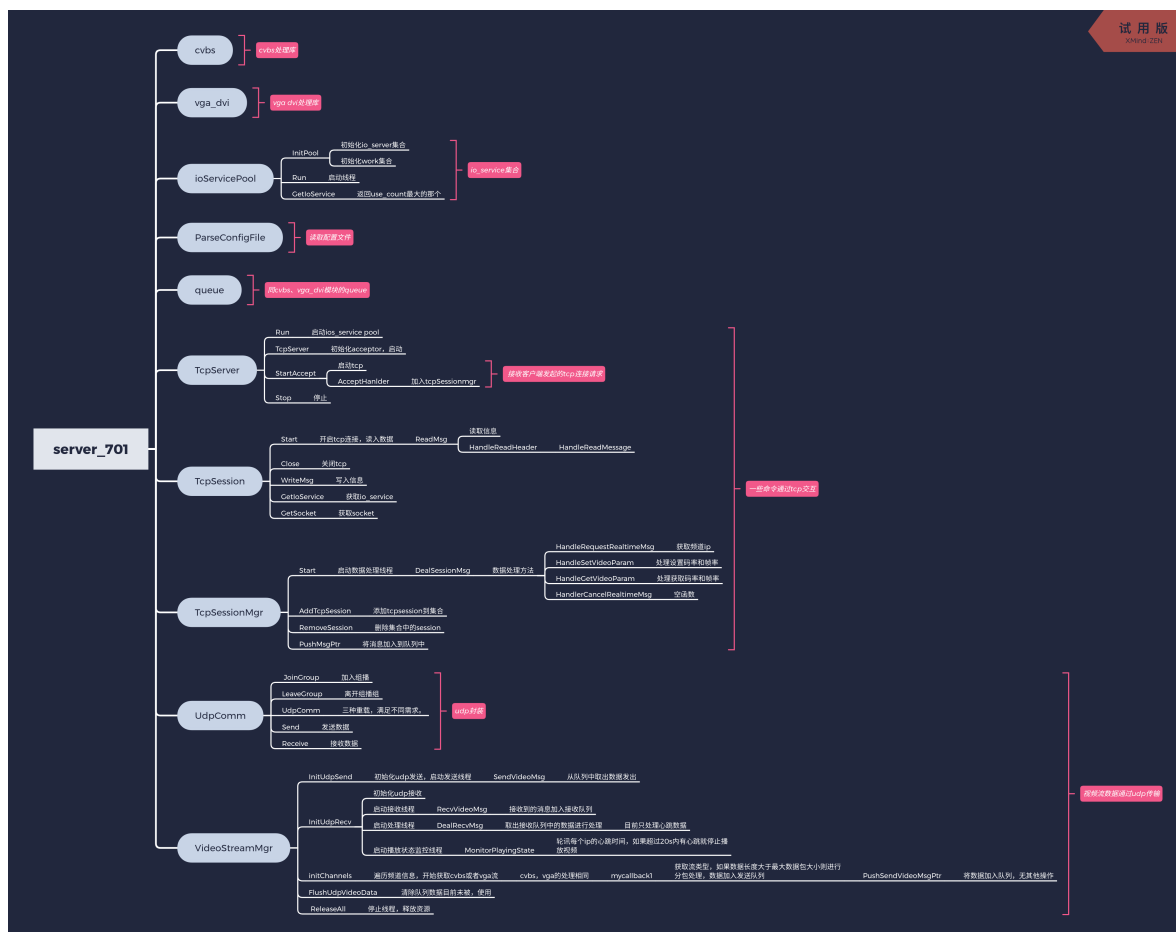 试用版
XMind:ZEN
server_701
cvbs
cvbs处理库
vga_dvi
vga dvi处理库
ioServicePool
InitPool
初始化io_server集合
初始化work集合
Run
启动线程
GetIoService
返回use_count最大的那个
io_service集合
ParseConfigFile
读取配置文件
queue
同cvbs、vga_dvi模块的queue
TcpServer
Run
启动ios_service pool
TcpServer
初始化acceptor，启动
StartAccept
启动tcp
AcceptHanlder
加入tcpSessionmgr
接收客户端发起的tcp连接请求
Stop
停止
TcpSession
Start
开启tcp连接，读入数据
ReadMsg
读取信息
HandleReadHeader
HandleReadMessage
Close
关闭tcp
WriteMsg
写入信息
GetIoService
获取io_service
GetSocket
获取socket
一些命令通过tcp交互
TcpSessionMgr
Start
启动数据处理线程
DealSessionMsg
数据处理方法
HandleRequestRealtimeMsg
获取频道ip
HandleSetVideoParam
处理设置码率和帧率
HandleGetVideoParam
处理获取码率和帧率
HandlerCancelRealtimeMsg
空函数
AddTcpSession
添加tcpsession到集合
RemoveSession
删除集合中的session
PushMsgPtr
将消息加入到队列中
UdpComm
JoinGroup
加入组播
LeaveGroup
离开组播组
UdpComm
三种重载，满足不同需求。
Send
发送数据
Receive
接收数据
udp封装
VideoStreamMgr
InitUdpSend
初始化udp发送，启动发送线程
SendVideoMsg
从队列中取出数据发出
InitUdpRecv
初始化udp接收
启动接收线程
RecvVideoMsg
接收到的消息加入接收队列
启动处理线程
DealRecvMsg
取出接收队列中的数据进行处理
目前只处理心跳数据
启动播放状态监控线程
MonitorPlayingState
轮讯每个ip的心跳时间，如果超过20s内有心跳就停止播
放视频
initChannels
遍历频道信息，开始获取cvbs或者vga流
cvbs，vga的处理相同
mycallback1
获取流类型，如果数据长度大于最大数据包大小则进行
分包处理，数据加入发送队列
PushSendVideoMsgPtr
将数据加入队列，无其他操作
FlushUdpVideoData
清除队列数据目前未被，使用
ReleaseAll
停止线程，释放资源
视频流数据通过udp传输